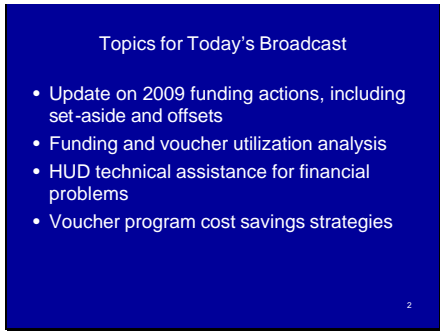 Topics for Today's Broadcast
• Update on 2009 funding actions, including
set-aside and offsets
• Funding and voucher utilization analysis
• HUD technical assistance for financial
problems
• Voucher program cost savings strategies
2